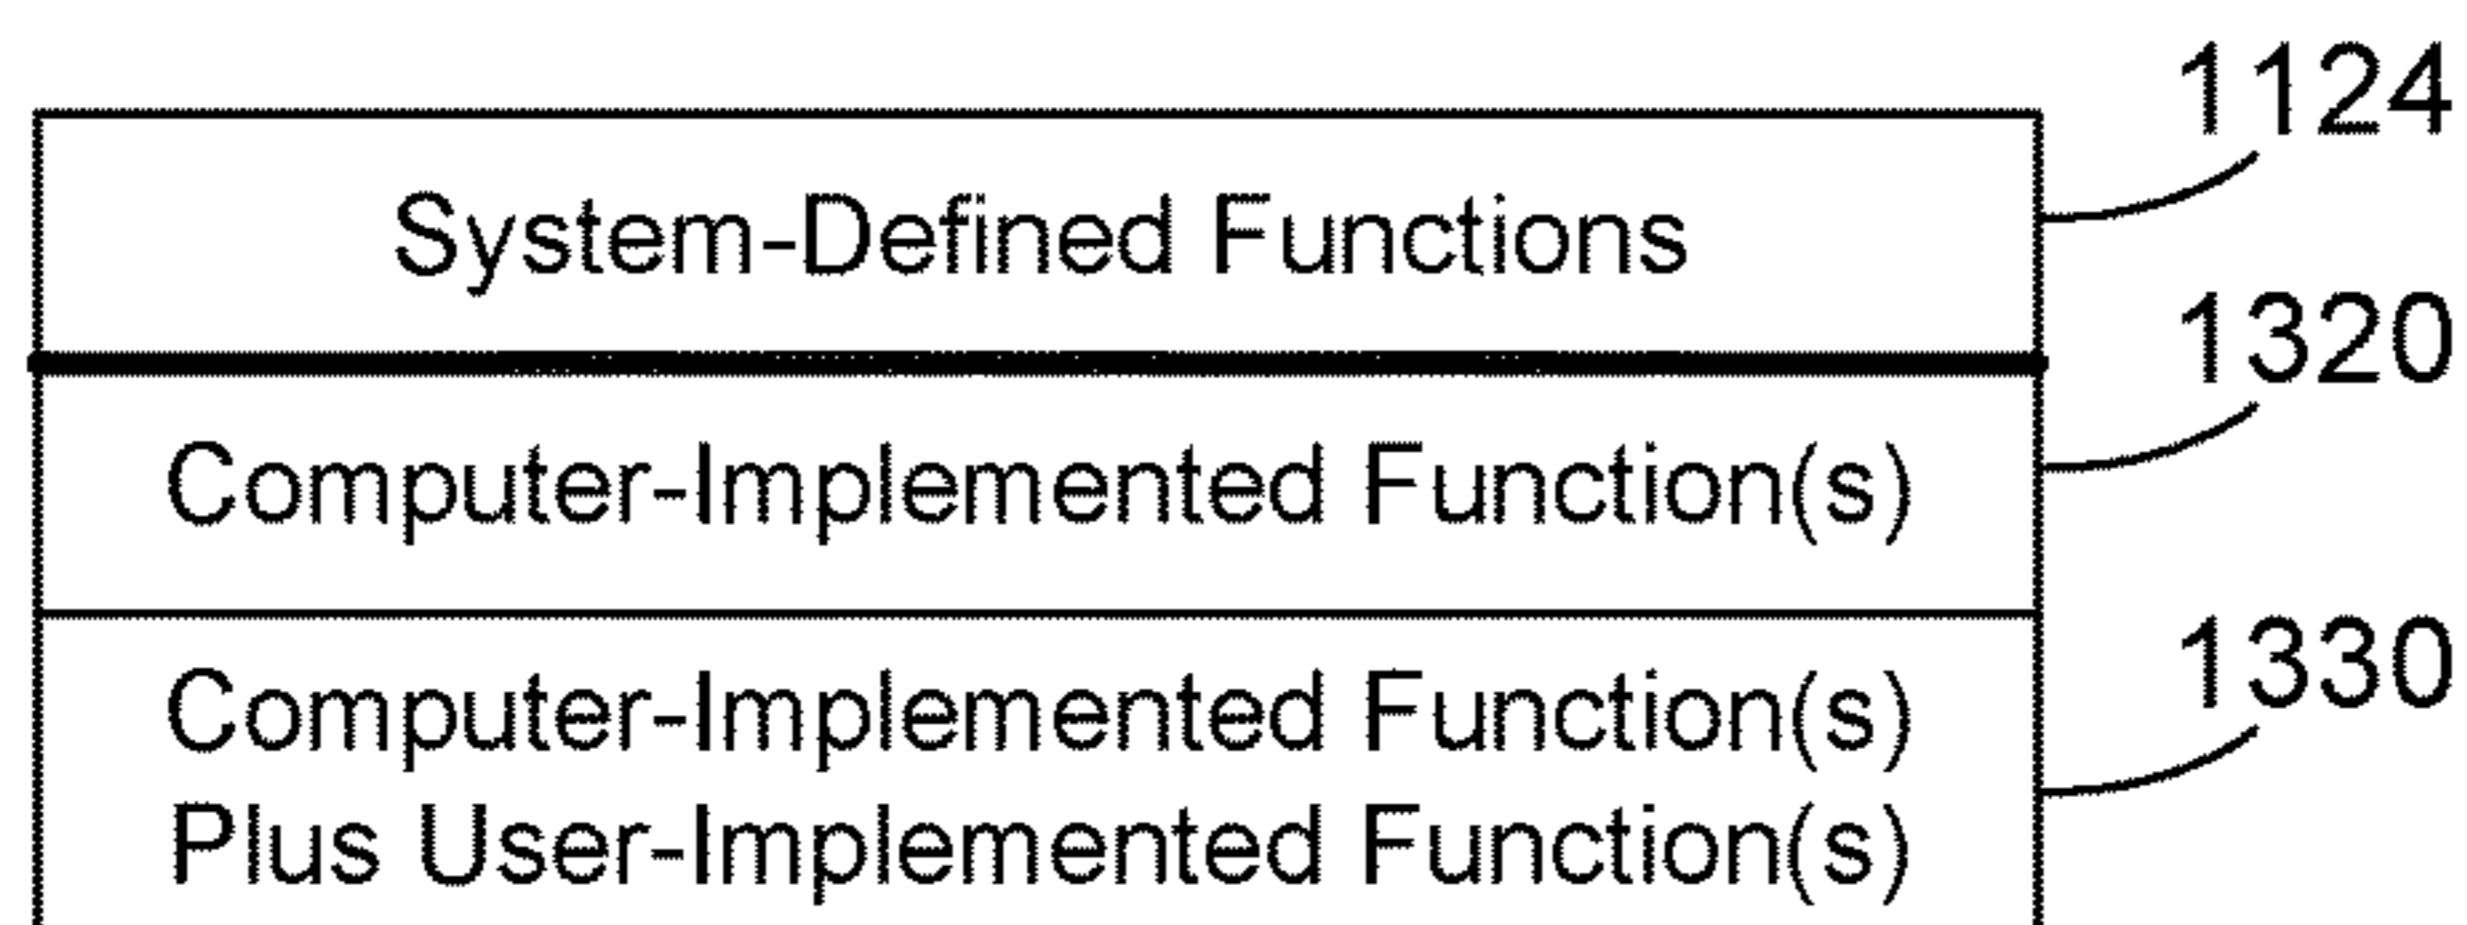 1124
System-Defined Functions
1320
Computer-Implemented Function(s)
1330
Computer-Implemented Function(s)
Plus User-Implemented Function(s)